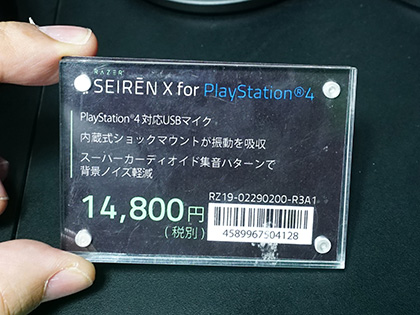 RAZER
SEIRĒN X for PlayStation®4
PlayStation®4 対応USBマイク
内蔵式ショックマウントが振動を吸収
スーパーカーディオイド集音パターンで
背景ノイズ軽減
RZ19-02290200-R3A1
14,800円
(税別)
4589967504128